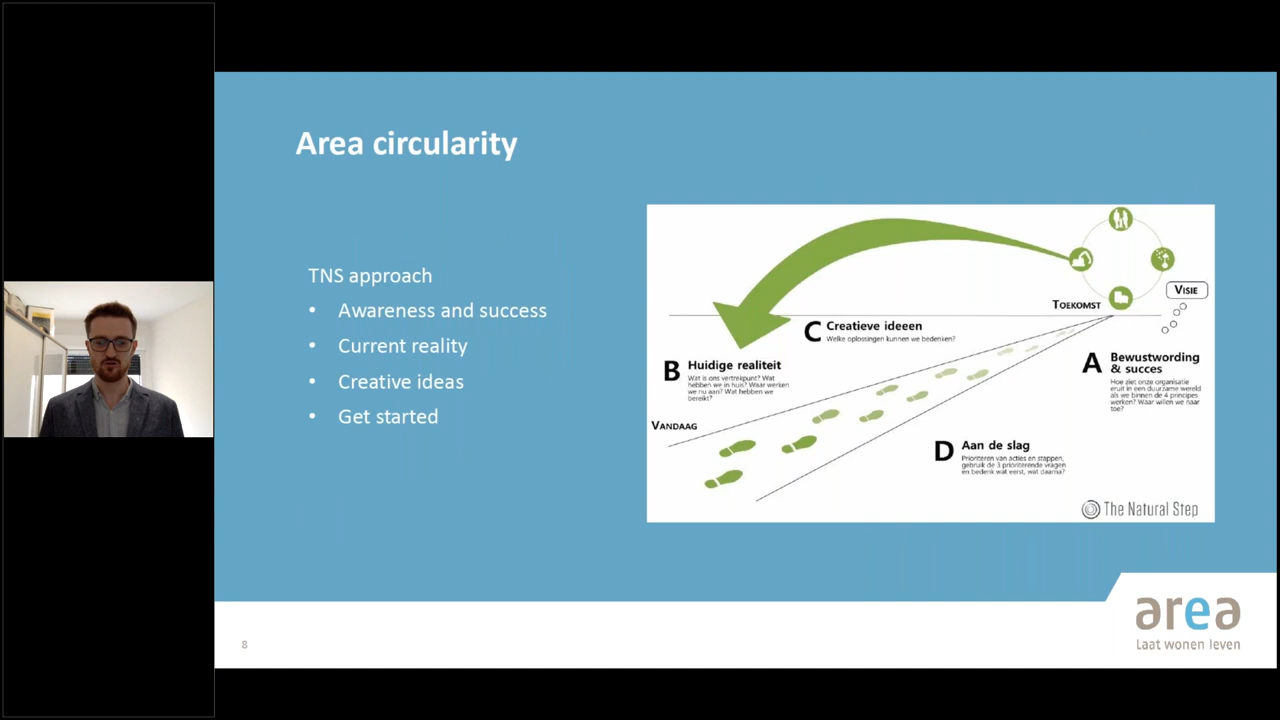 Area circularity
TNS approach
• Awareness and success
• Current reality
• Creative ideas
• Get started
TOEKOMST
VISIE
C Creatieve ideeen
Welke oplossingen kunnen we bedenken?
B Huidige realiteit
Wat is ons vertrekpunt? Wat
hebben we in huis? Waar werken
we nu aan? Wat hebben we
bereikt?
A Bewustwording
& succes
Hoe ziet onze organisatie
eruit in een duurzame wereld
als we binnen de 4 principes
werken? Waar willen we naar
toe?
VANDAAG
D Aan de slag
Prioriteren van acties en stappen,
gebruik de 3 prioriterende vragen
en bedenk wat eerst, wat daarna?
The Natural Step
area
Laat wonen leven
8